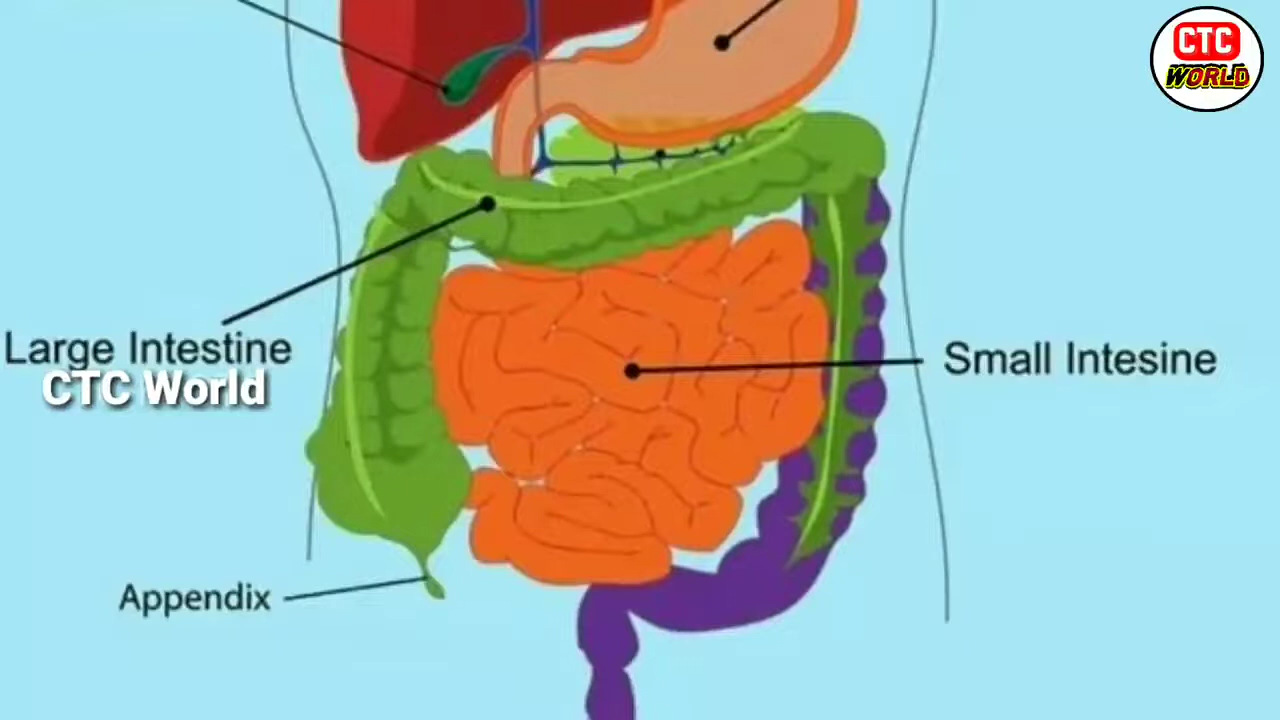 CTC
WORLD
Large Intestine
CTC World
Small Intesine
Appendix